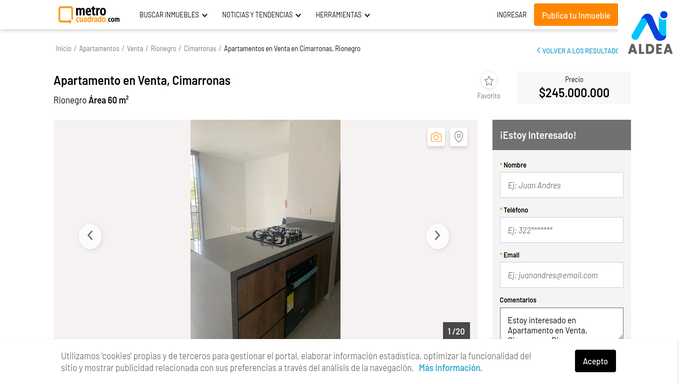 metro
cuadrado.com
BUSCAR INMUEBLES
NOTICIAS Y TENDENCIAS
HERRAMIENTAS
INGRESAR
Publica tu Inmueble
ALDEA
Inicio / Apartamentos / Venta / Rionegro / Cimarronas / Apartamentos en Venta en Cimarronas, Rionegro
VOLVER A LOS RESULTADO
Apartamento en Venta, Cimarronas
Rionegro Área 60 m²
Favorito
Precio
$245.000.000
¡Estoy Interesado!
* Nombre
Ej: Juan Andres
* Teléfono
Ej: 322*******
* Email
Ej: juanandres@email.com
Comentarios
Estoy interesado en
Apartamento en Venta,
1/20
Utilizamos 'cookies' propias y de terceros para gestionar el portal, elaborar información estadística, optimizar la funcionalidad del
sitio y mostrar publicidad relacionada con sus preferencias a través del análisis de la navegación. Más Información.
Acepto